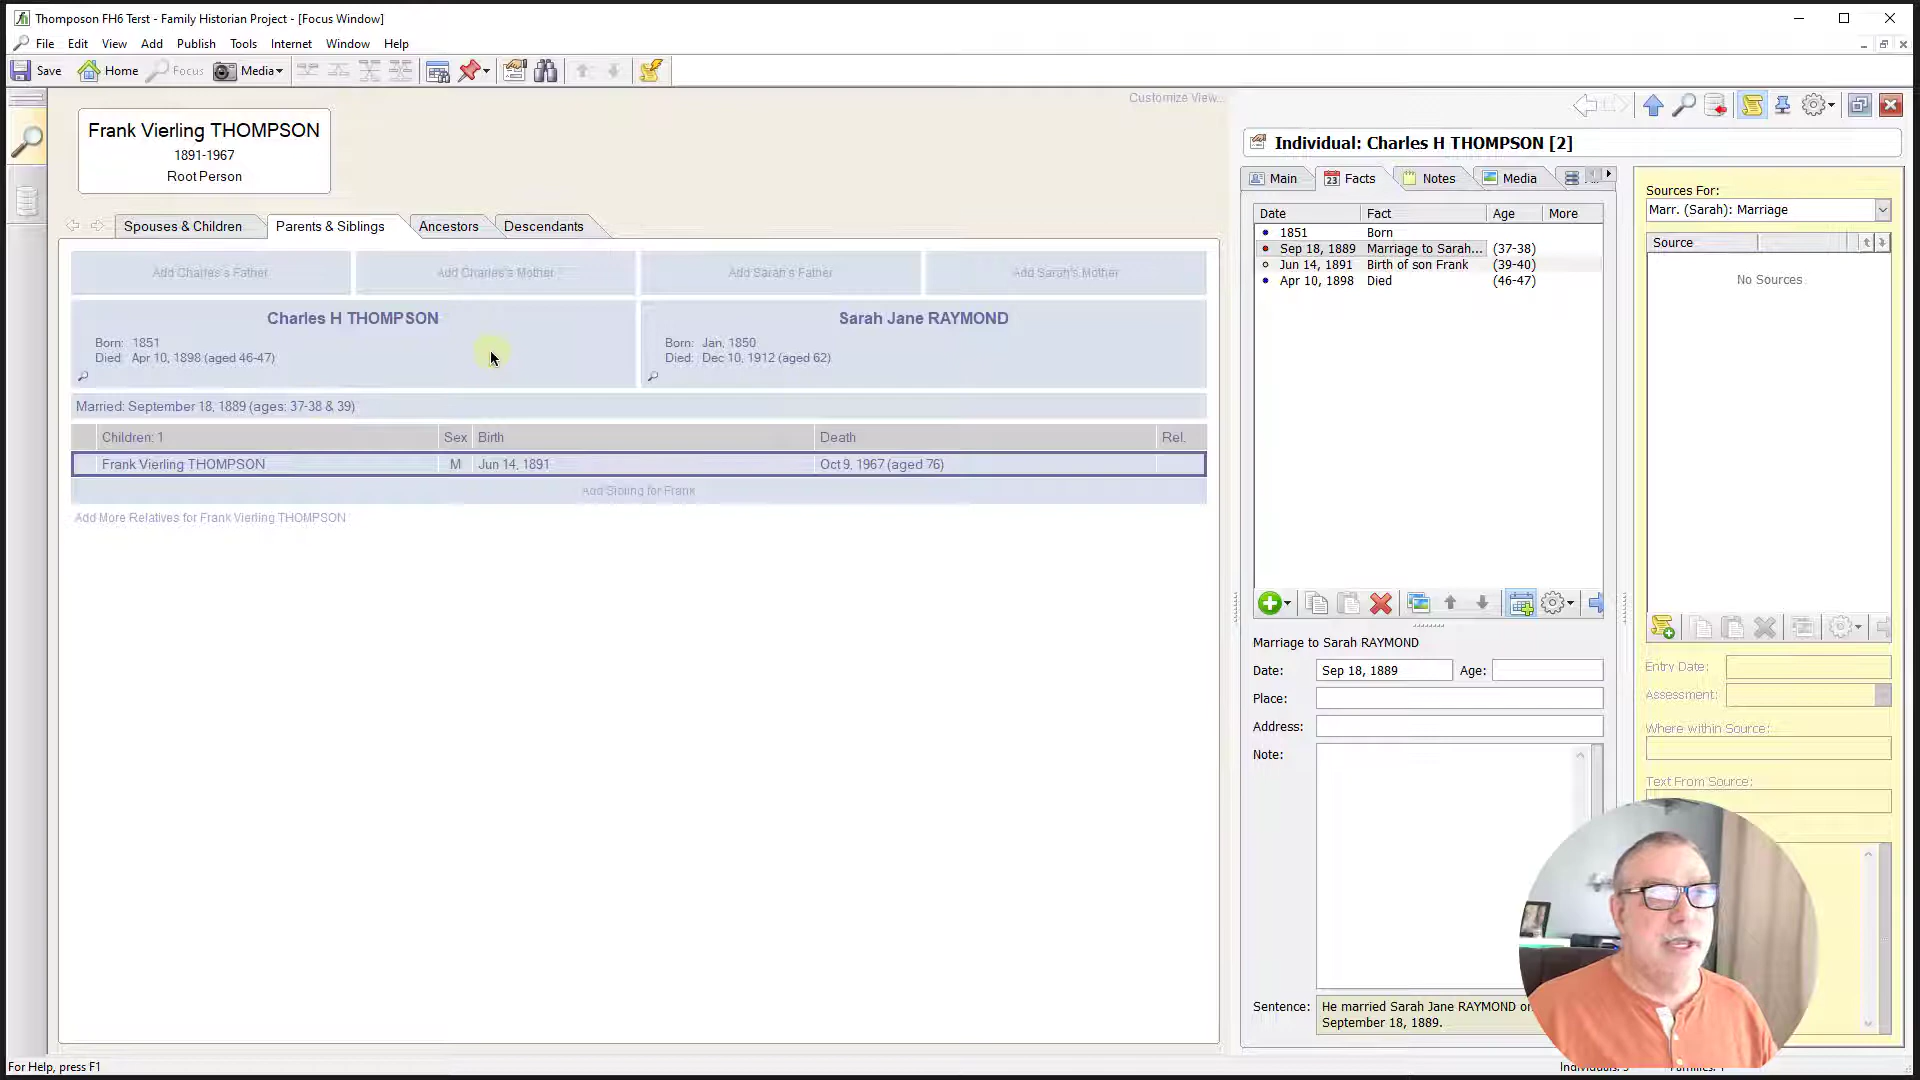 Thomposon FH6 Terst - Family Historian Project - [Focus Window]
File Edit View Add Publish Tools Internet Window Help
Save Home Focus Media
Customize View...
Frank Vierling THOMPSON
1891-1967
Root Person
Spouses & Children Parents & Siblings Ancestors Descendants
Add Charles's Father Add Charles's Mother Add Sarah's Father Add Sarah's Mother
Charles H THOMPSON
Born: 1851
Died: Apr 10, 1898 (aged 46-47)
Sarah Jane RAYMOND
Born: Jan, 1850
Died: Dec 10, 1912 (aged 62)
Married: September 18, 1889 (ages: 37-38 & 39)
Children: 1 Sex Birth Death Rel.
Frank Vierling THOMPSON M Jun 14, 1891 Oct 9, 1967 (aged 76)
Add Sibling for Frank
Add More Relatives for Frank Vierling THOMPSON
Individual: Charles H THOMPSON [2]
Main 23 Facts Notes Media ...
Date Fact Age More
1851 Born
Sep 18, 1889 Marriage to Sarah... (37-38)
Jun 14, 1891 Birth of son Frank (39-40)
Apr 10, 1898 Died (46-47)
Marriage to Sarah RAYMOND
Date: Sep 18, 1889 Age:
Place:
Address:
Note:
Sentence: He married Sarah Jane RAYMOND
September 18, 1889.
Sources For:
Marr. (Sarah): Marriage
Source
No Sources
Entry Date:
Assessment:
Where within Source:
Text From Source:
For Help, press F1